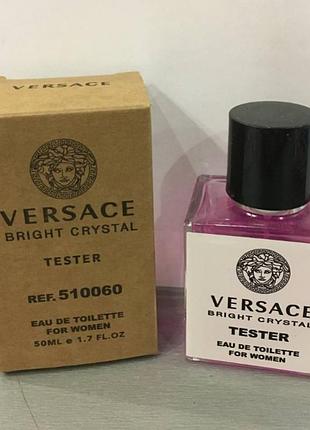 VERSACE
BRIGHT CRYSTAL
TESTER
REF. 510060
EAU DE TOILETTE
FOR WOMEN
50ML e 1.7 FL.OZ
VERSACE
BRIGHT CRYSTAL
TESTER
EAU DE TOILETTE
FOR WOMEN